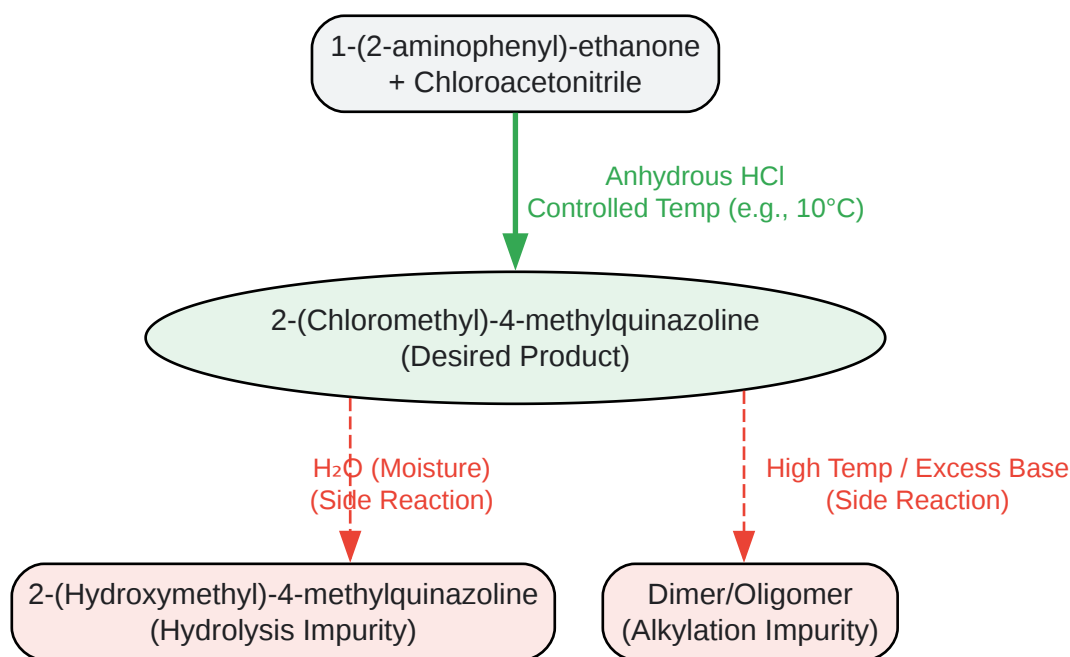 1-(2-aminophenyl)-ethanone
+ Chloroacetonitrile
Anhydrous HCl
Controlled Temp (e.g., 10°C)
2-(Chloromethyl)-4-methylquinazoline
(Desired Product)
H₂O (Moisture)
(Side Reaction)
High Temp / Excess Base
(Side Reaction)
2-(Hydroxymethyl)-4-methylquinazoline
(Hydrolysis Impurity)
Dimer/Oligomer
(Alkylation Impurity)